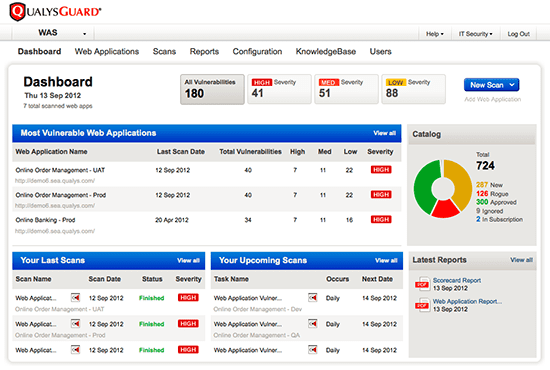 QUALYSGUARD®
WAS
Help
IT Security
Log Out
Dashboard Web Applications Scans Reports Configuration KnowledgeBase Users
Dashboard
Thu 13 Sep 2012
7 total scanned web apps
All Vulnerabilities
180
HIGH Severity
41
MED Severity
51
LOW Severity
88
New Scan
Add Web Application
Most Vulnerable Web Applications View all
Web Application Name Last Scan Date Total Vulnerabilities High Med Low Severity
Online Order Management - UAT 12 Sep 2012 40 7 11 22 HIGH
http://demo6.sea.qualys.com/
Online Order Management - Prod 12 Sep 2012 40 7 11 22 HIGH
http://demo6.sea.qualys.com/
Online Banking - Prod 20 Apr 2012 34 7 11 16 HIGH
http://demo6.sea.qualys.com/
Catalog
Total
724
287 New
126 Rogue
300 Approved
9 Ignored
2 In Subscription
Your Last Scans View all
Scan Name Scan Date Status Severity
Web Applicat... 12 Sep 2012 Finished HIGH
Online Order Management - UAT
Web Applicat... 12 Sep 2012 Finished HIGH
Online Order Management - Prod
Web Applicat... 12 Sep 2012 Finished HIGH
Your Upcoming Scans View all
Task Name Occurs Next Date
Web Application Vulner... Daily 14 Sep 2012
Online Order Management - Dev
Web Application Vulner... Daily 14 Sep 2012
Online Order Management - QA
Web Application Vulner... Daily 14 Sep 2012
Latest Reports View all
PDF Scorecard Report
13 Sep 2012
PDF Web Application Report...
13 Sep 2012